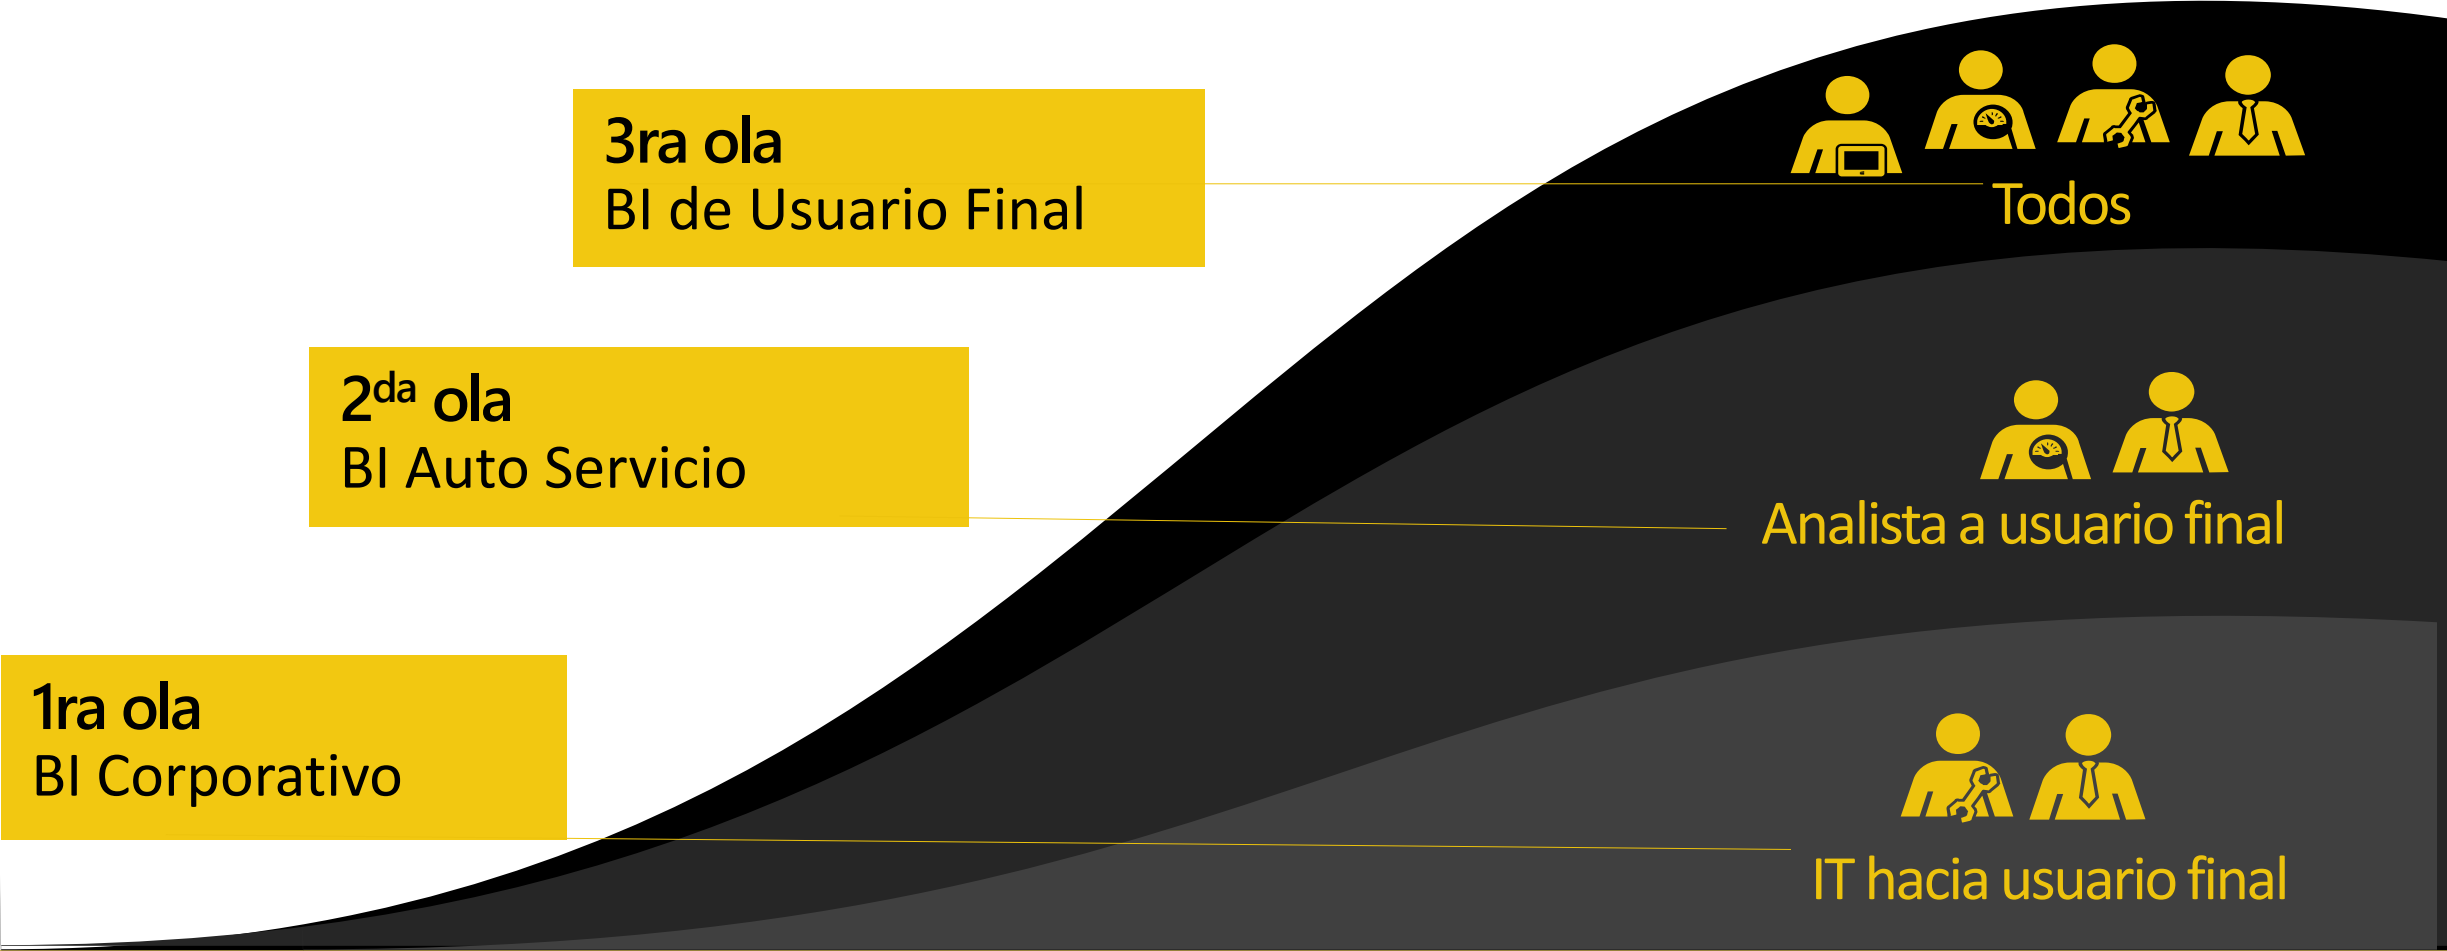 3ra ola
BI de Usuario Final
Todos
2da ola
BI Auto Servicio
Analista a usuario final
1ra ola
BI Corporativo
IT hacia usuario final